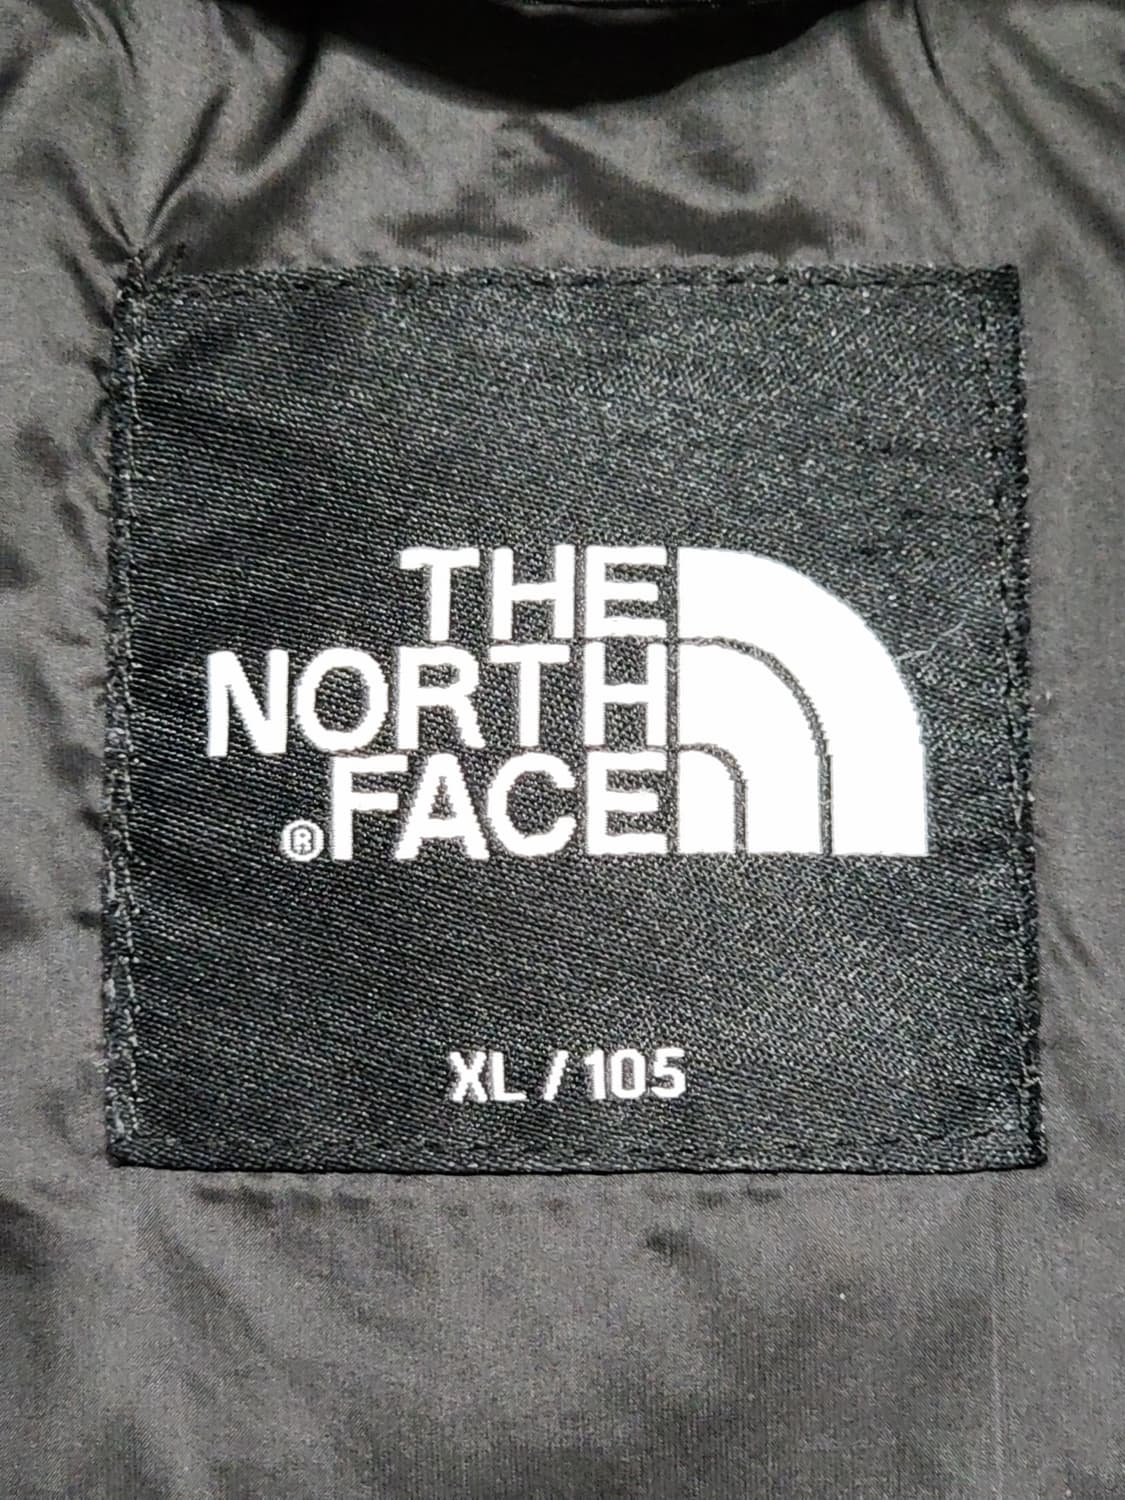 THE
NORTH
®FACE
XL / 105